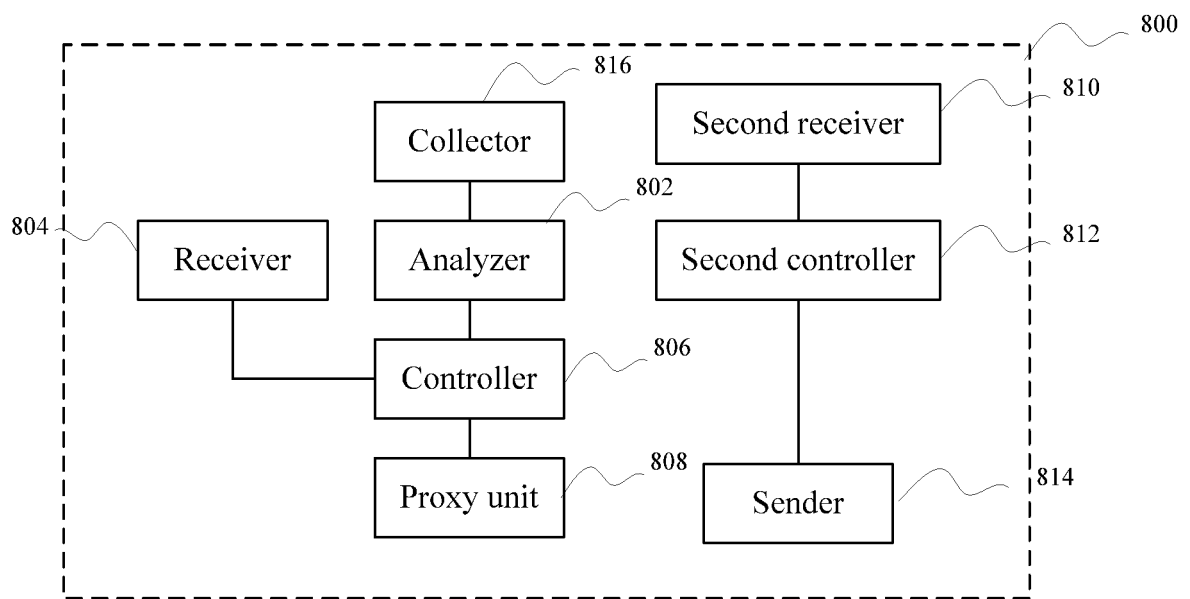 800
816
810
Collector
Second receiver
802
804
812
Receiver
Analyzer
Second controller
806
Controller
808
814
Proxy unit
Sender